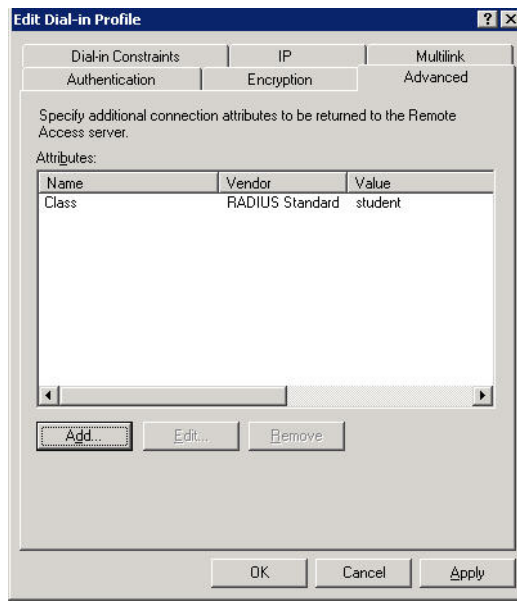 Edit Dial-in Profile
Dial-in Constraints IP Multilink
Authentication Encryption Advanced
Specify additional connection attributes to be returned to the Remote
Access server.
Attributes:
Name Vendor Value
Class RADIUS Standard student
Add... Edit... Remove
OK Cancel Apply